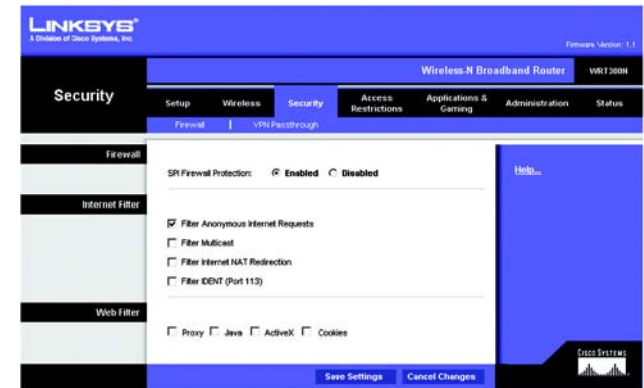 LINKSYS®
A Division of Cisco Systems, Inc.
Firmware Version: 1.1
Wireless-N Broadband Router WRT300N
Security
Setup Wireless Security Access Restrictions Applications & Gaming Administration Status
Firewall | VPN Passthrough
Firewall
SPI Firewall Protection: Enabled Disabled
Help...
Internet Filter
Filter Anonymous Internet Requests
Filter Multicast
Filter Internet NAT Redirection
Filter IDENT (Port 113)
Web Filter
Proxy Java ActiveX Cookies
Save Settings Cancel Changes
CISCO SYSTEMS